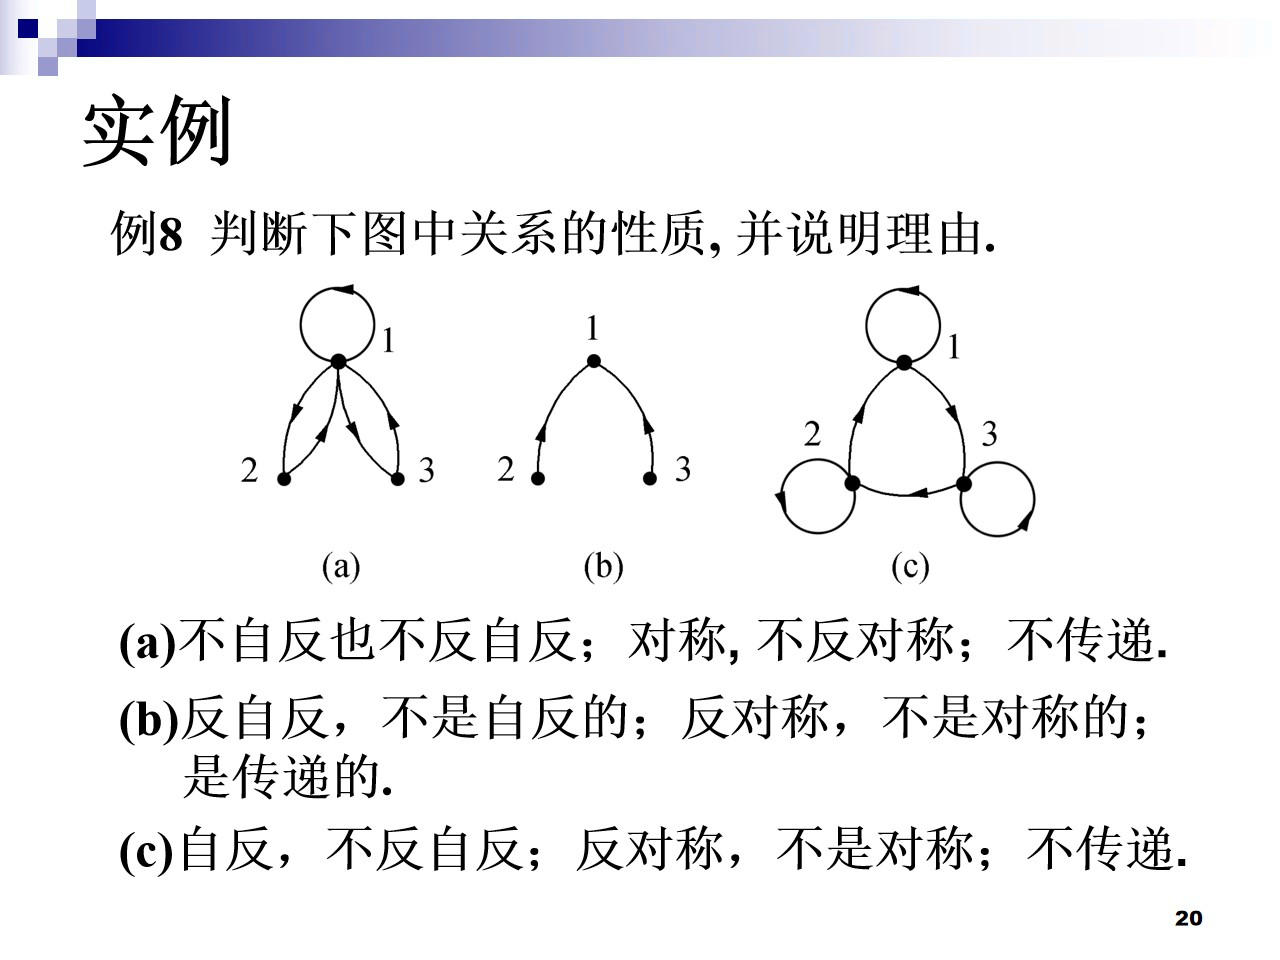 实例
例8 判断下图中关系的性质, 并说明理由.
1 1 1
2 3 2 3 2 3
(a) (b) (c)
(a)不自反也不反自反；对称, 不反对称；不传递.
(b)反自反，不是自反的；反对称，不是对称的；
是传递的.
(c)自反，不反自反；反对称，不是对称；不传递.
20